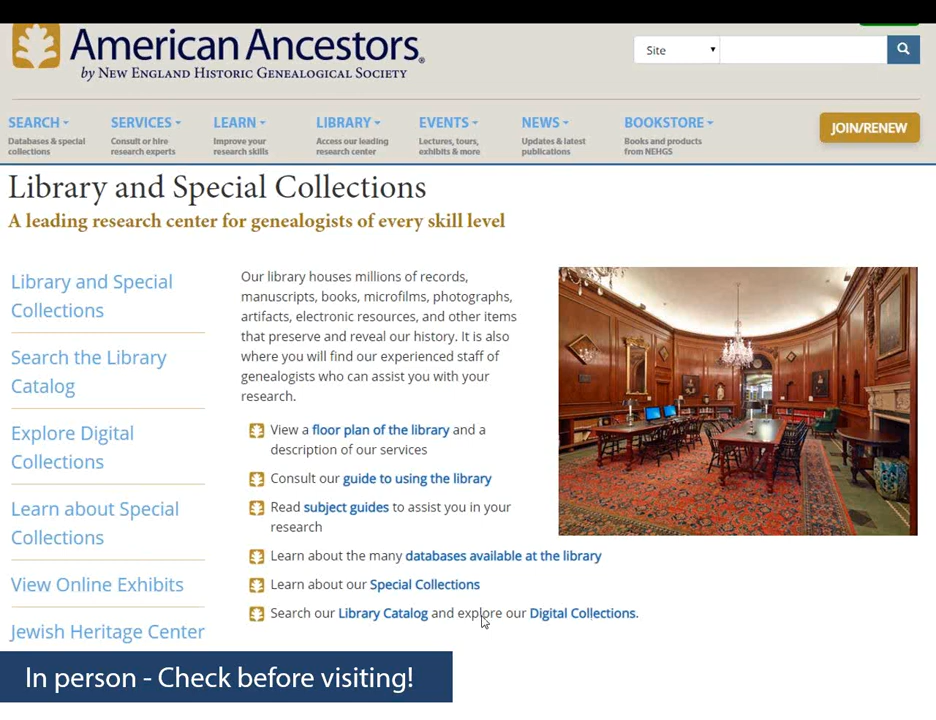 American Ancestors®
by NEW ENGLAND HISTORIC GENEALOGICAL SOCIETY
Site
SEARCH
Databases & special
collections
SERVICES
Consult or hire
research experts
LEARN
Improve your
research skills
LIBRARY
Access our leading
research center
EVENTS
Lectures, tours,
exhibits & more
NEWS
Updates & latest
publications
BOOKSTORE
Books and products
from NEHGS
JOIN/RENEW
Library and Special Collections
A leading research center for genealogists of every skill level
Library and Special
Collections
Search the Library
Catalog
Explore Digital
Collections
Learn about Special
Collections
View Online Exhibits
Jewish Heritage Center
Our library houses millions of records,
manuscripts, books, microfilms, photographs,
artifacts, electronic resources, and other items
that preserve and reveal our history. It is also
where you will find our experienced staff of
genealogists who can assist you with your
research.
View a floor plan of the library and a
description of our services
Consult our guide to using the library
Read subject guides to assist you in your
research
Learn about the many databases available at the library
Learn about our Special Collections
Search our Library Catalog and explore our Digital Collections.
In person - Check before visiting!